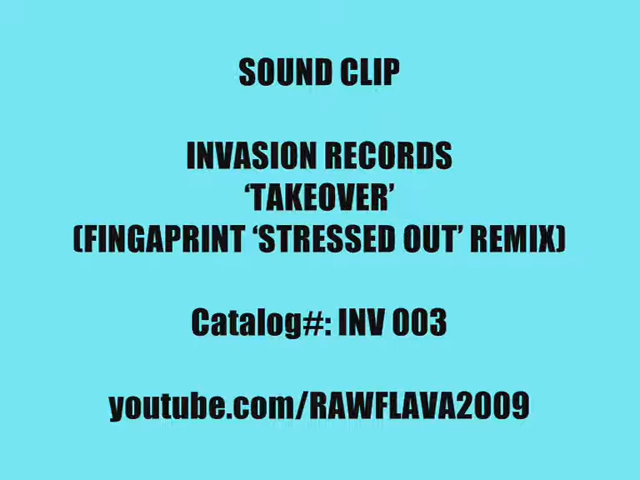 SOUND CLIP
INVASION RECORDS
‘TAKEOVER’
(FINGAPRINT ‘STRESSED OUT’ REMIX)
Catalog#: INV 003
youtube.com/RAWFLAVA2009